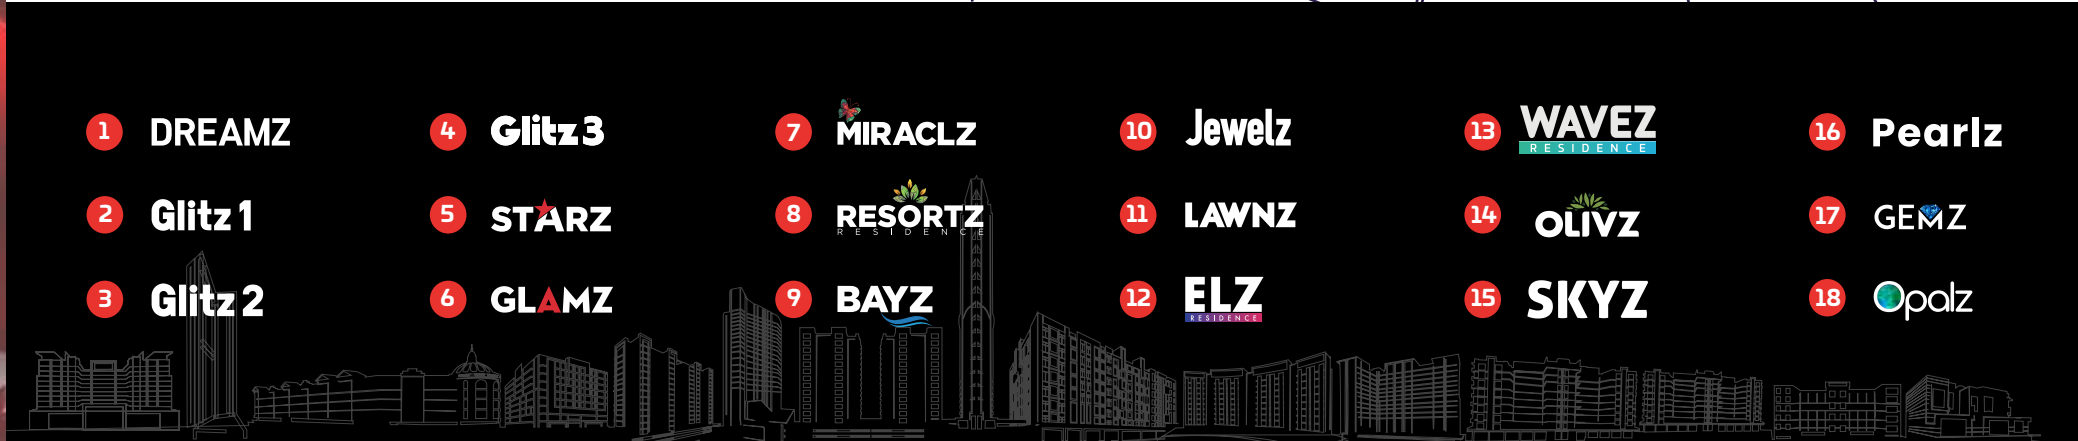 1 DREAMZ
2 Glitz 1
3 Glitz 2
4 Glitz 3
5 STARZ
6 GLAMZ
7 MIRACLZ
8 RESORTZ
RESIDENCE
9 BAYZ
10 Jewelz
11 LAWNZ
12 ELZ
RESIDENCE
13 WAVEZ
RESIDENCE
14 OLIVZ
15 SKYZ
16 Pearlz
17 GEMZ
18 Opalz